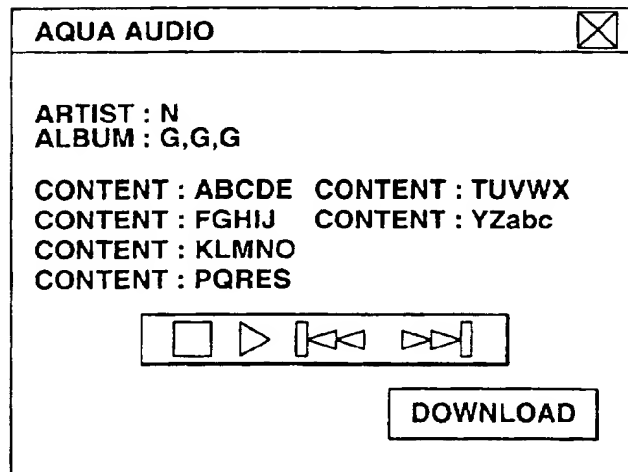 AQUA AUDIO
ARTIST : N
ALBUM : G,G,G
CONTENT : ABCDE CONTENT : TUVWX
CONTENT : FGHIJ CONTENT : YZabc
CONTENT : KLMNO
CONTENT : PQRES
DOWNLOAD